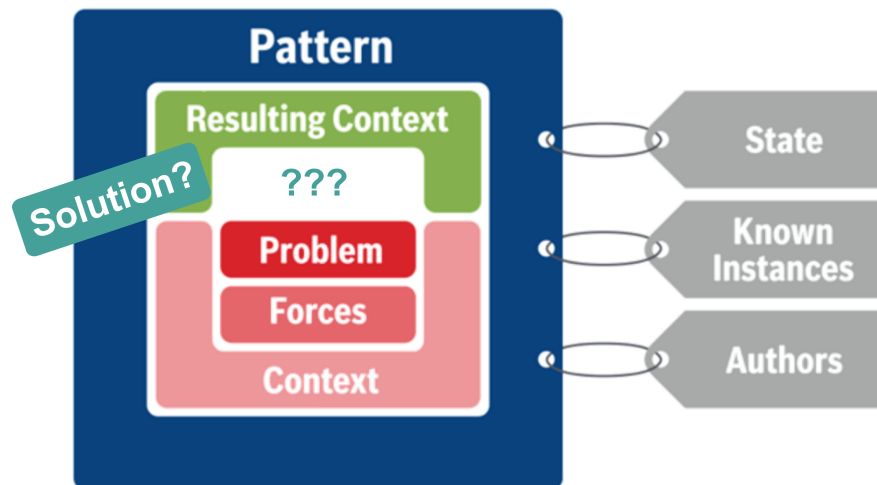 Pattern
Resulting Context
Solution?
???
Problem
Forces
Context
State
Known
Instances
Authors